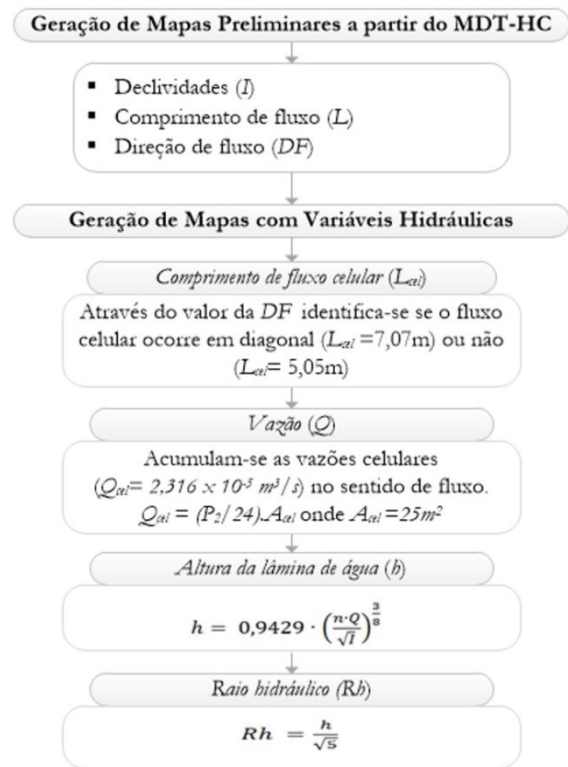 Geração de Mapas Preliminares a partir do MDT-HC
▪ Declividades (I)
▪ Comprimento de fluxo (L)
▪ Direção de fluxo (DF)
Geração de Mapas com Variáveis Hidráulicas
Comprimento de fluxo celular (Lcel)
Através do valor da DF identifica-se se o fluxo
celular ocorre em diagonal (Lcel =7,07m) ou não
(Lcel= 5,05m)
Vazão (Q)
Acumulam-se as vazões celulares
(Qcel= 2,316 x 10⁻⁵ m³/s) no sentido de fluxo.
Qcel = (P₂/24).Acel onde Acel =25m²
Altura da lâmina de água (h)
h = 0,9429 · (n·Q/√I)^(3/8)
Raio hidráulico (Rh)
Rh = h/√5